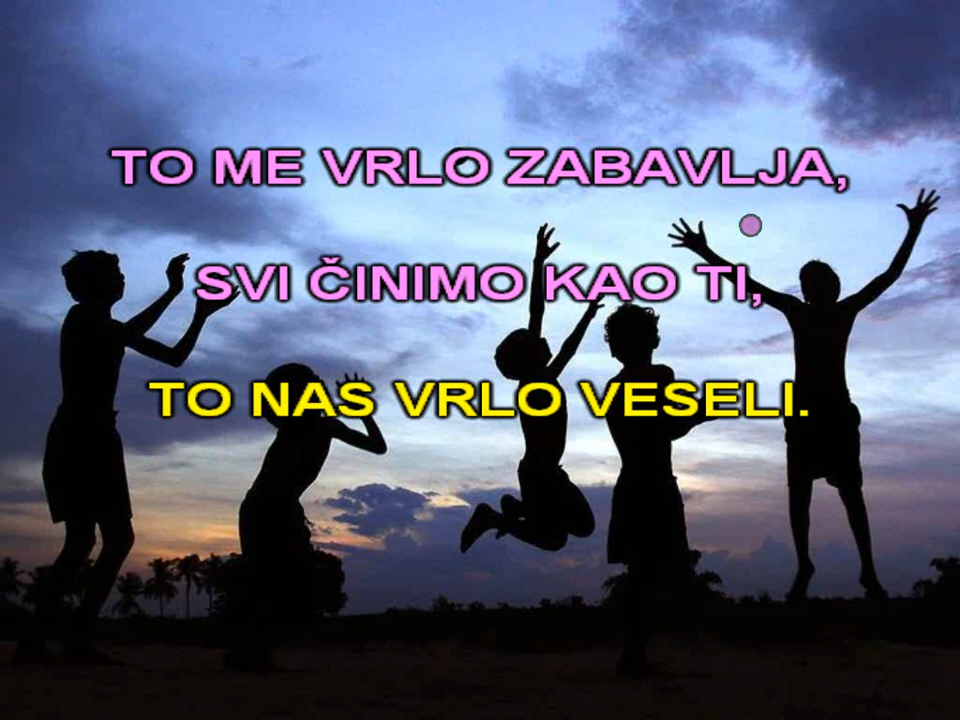 TO ME VRLO ZABAVLJA,
SVI ČINIMO KAO TI,
TO NAS VRLO VESELI.